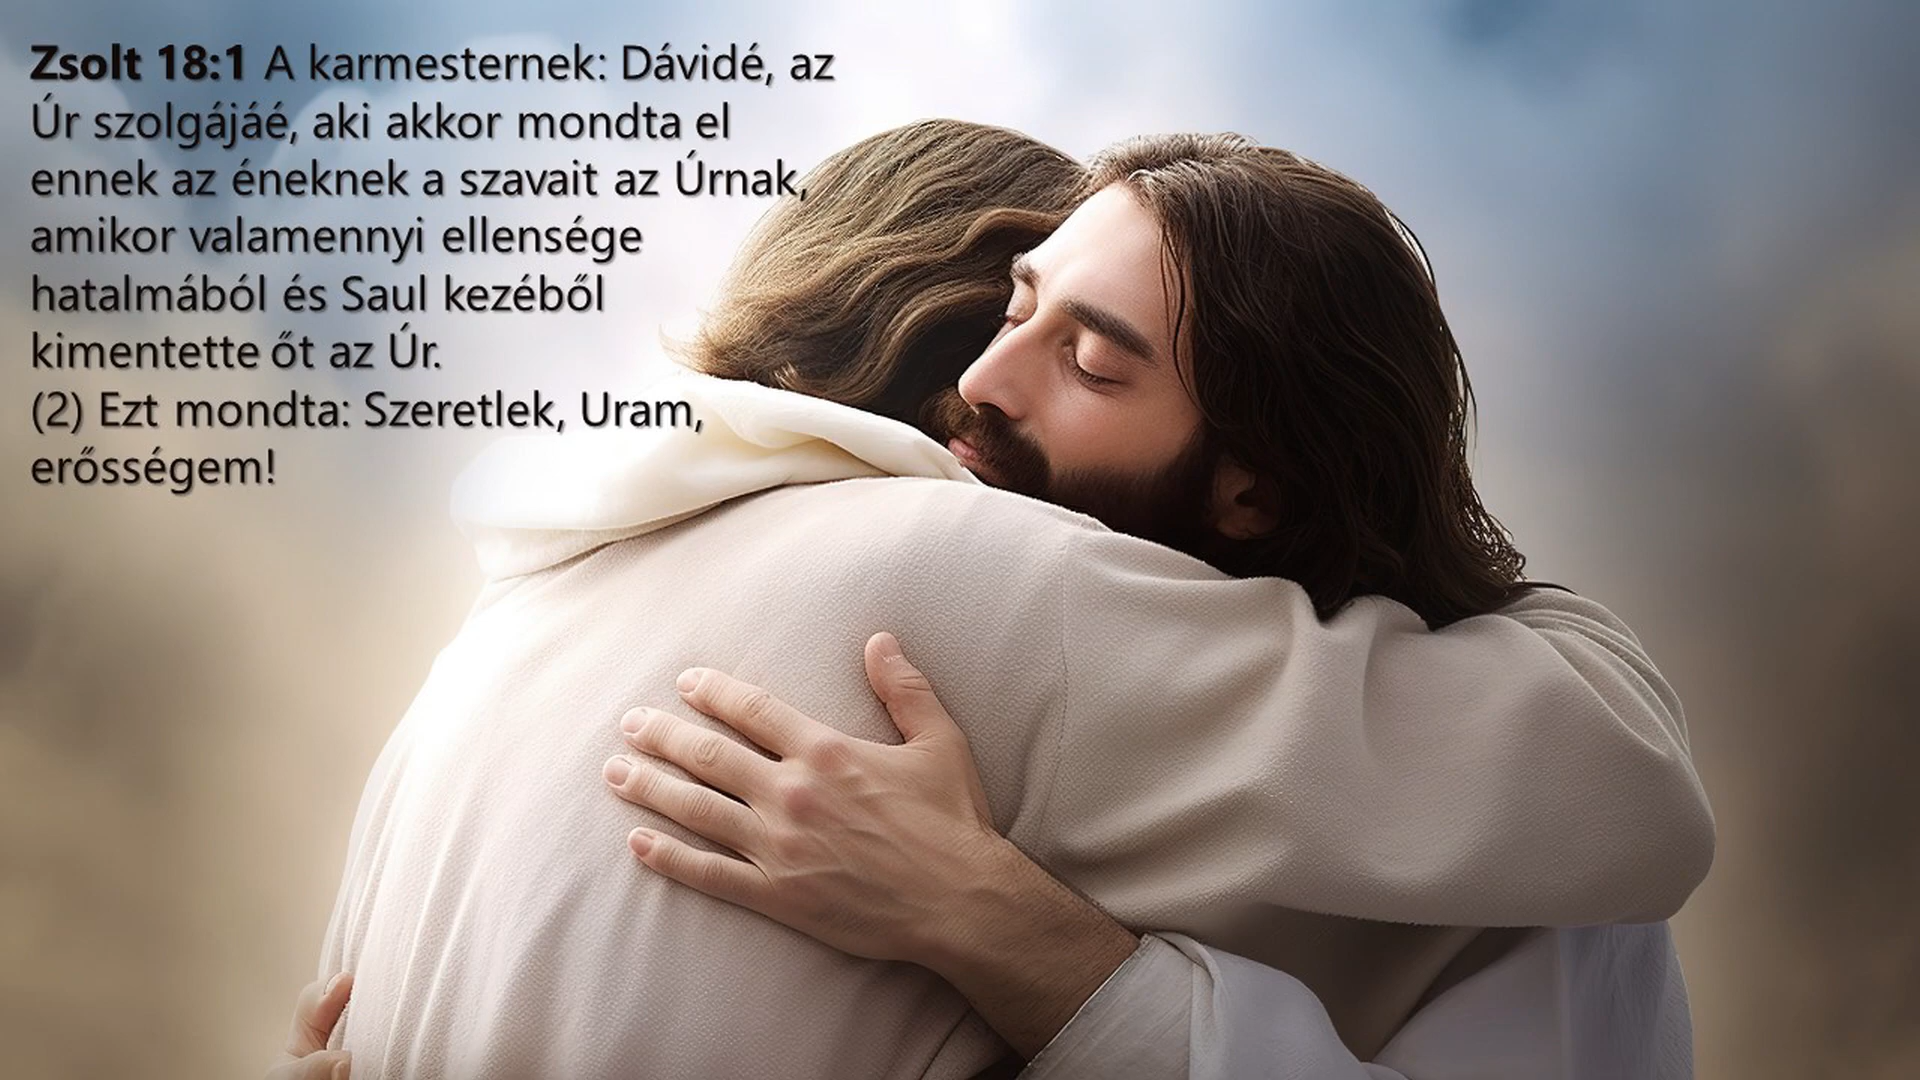 Zsolt 18:1 A karmesternek: Dávidé, az
Úr szolgájáé, aki akkor mondta el
ennek az éneknek a szavait az Úrnak,
amikor valamennyi ellensége
hatalmából és Saul kezéből
kimentette őt az Úr.
(2) Ezt mondta: Szeretlek, Uram,
erősségem!